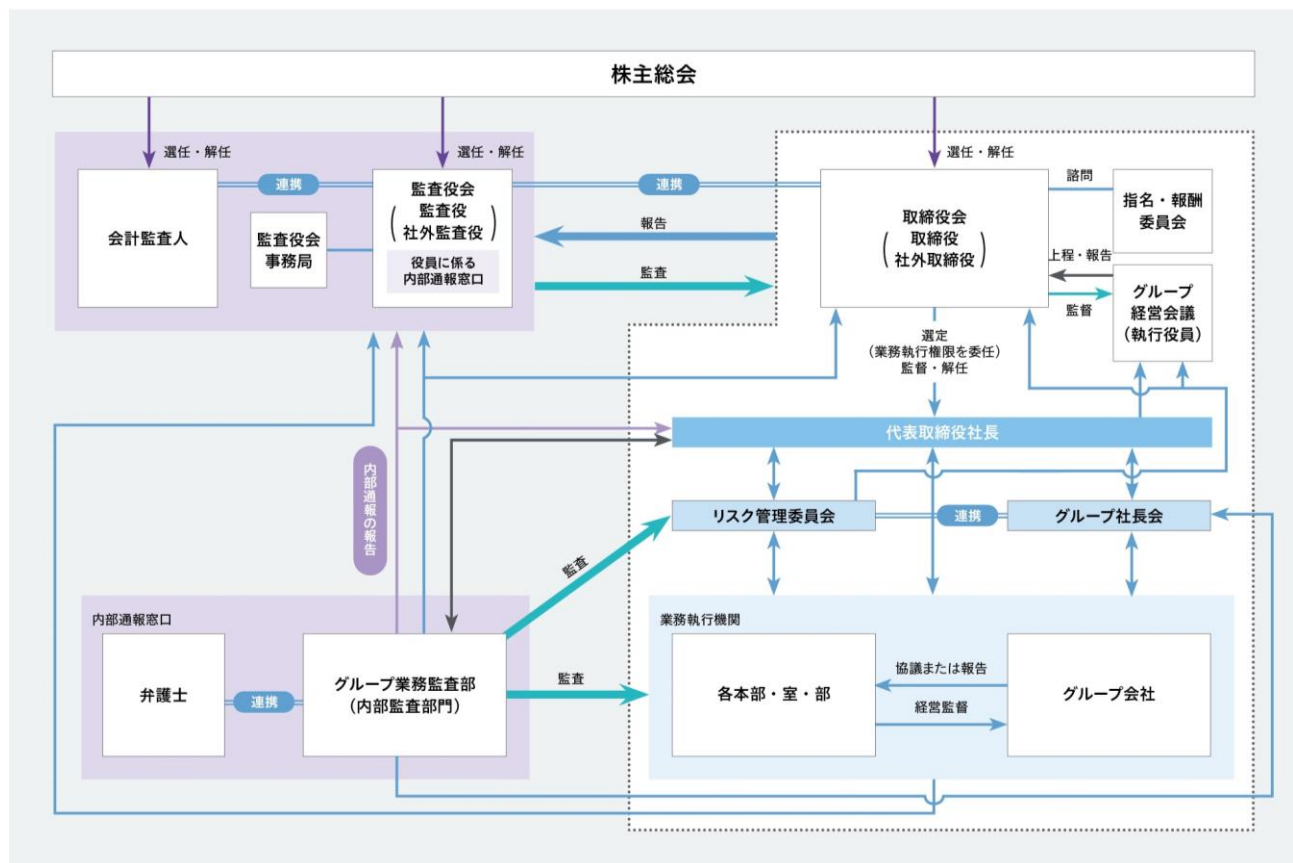 株主総会
選任・解任
選任・解任
選任・解任
会計監査人
連携
監査役会
監査役
社外監査役
役員に係る
内部通報窓口
監査役会
事務局
連携
報告
監査
取締役会
取締役
社外取締役
諮問
指名・報酬
委員会
上程・報告
監督
グループ
経営会議
(執行役員)
選定
(業務執行権限を委任)
監督・解任
代表取締役社長
内部通報の報告
リスク管理委員会
連携
グループ社長会
監査
内部通報窓口
弁護士
連携
グループ業務監査部
(内部監査部門)
監査
業務執行機関
各本部・室・部
協議または報告
経営監督
グループ会社